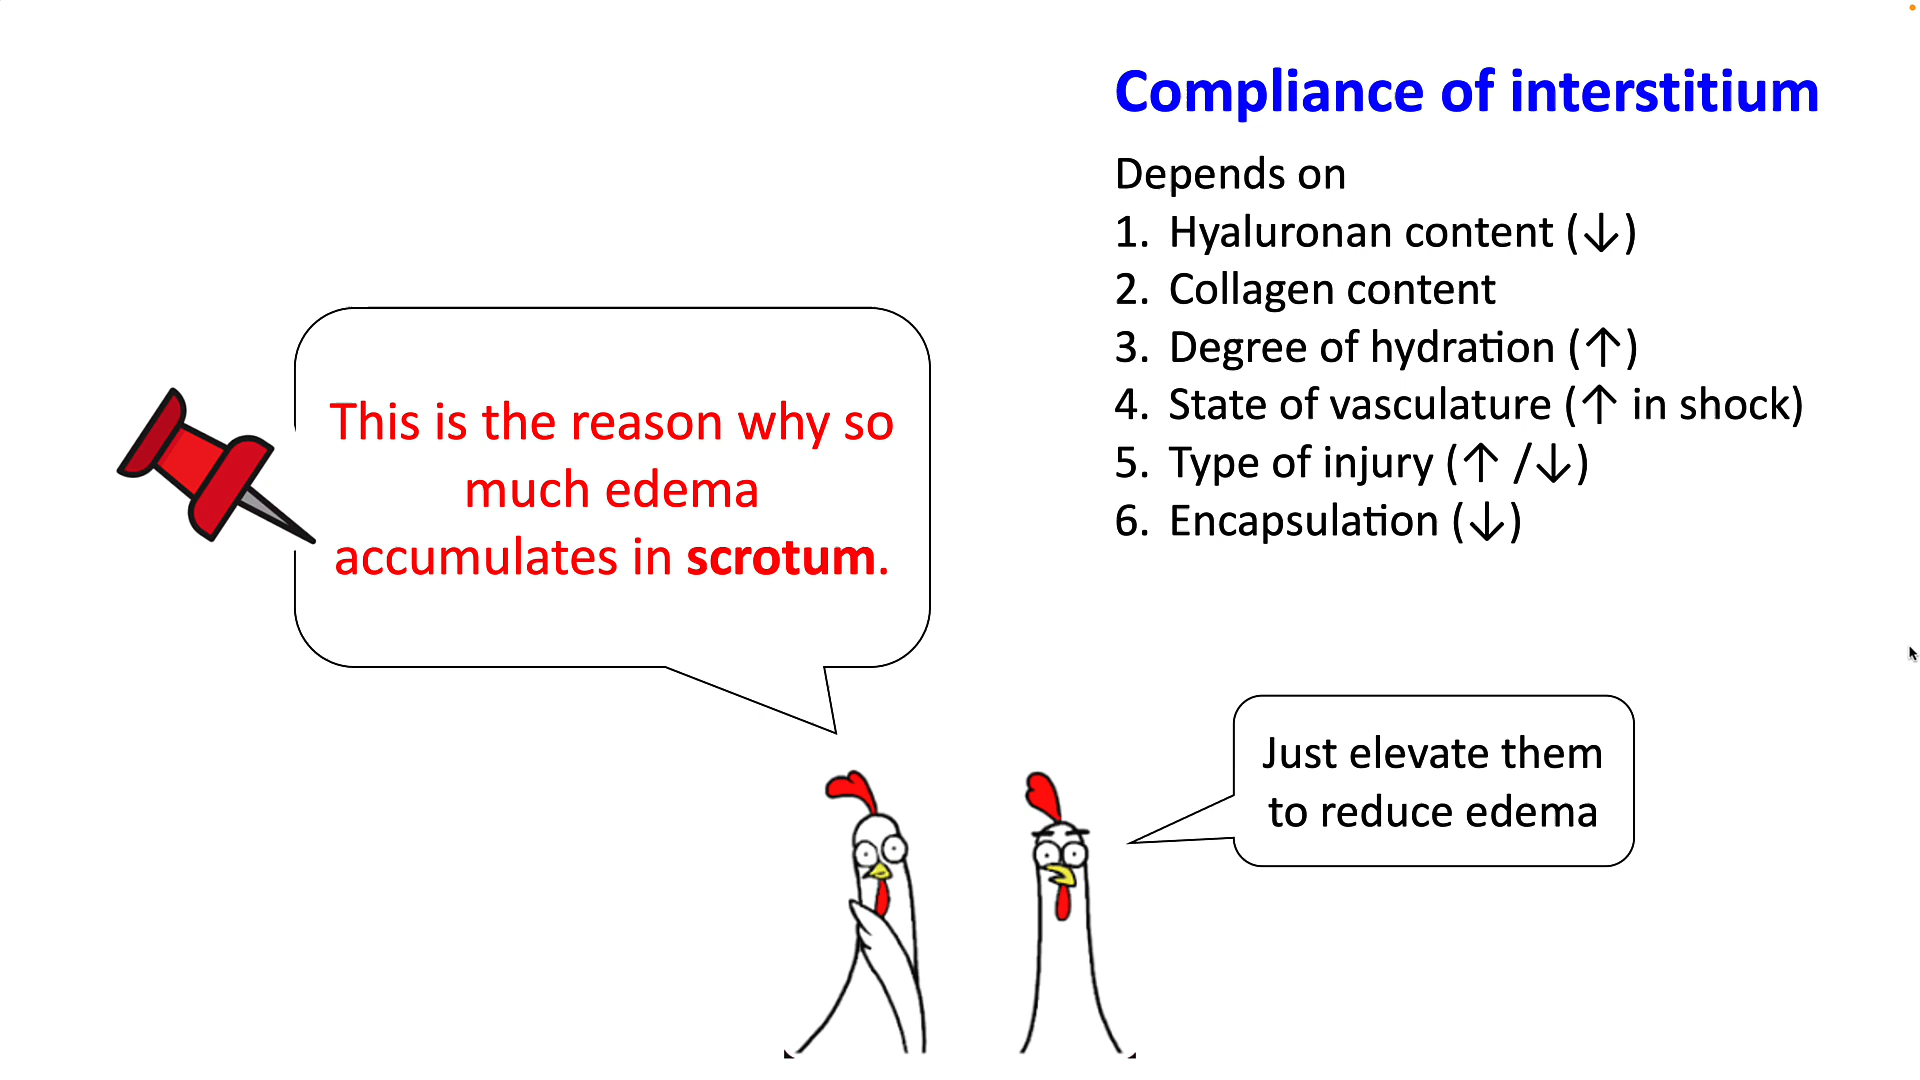 Compliance of interstitium
Depends on
1. Hyaluronan content (↓)
2. Collagen content
3. Degree of hydration (↑)
4. State of vasculature (↑ in shock)
5. Type of injury (↑ /↓)
6. Encapsulation (↓)
This is the reason why so
much edema
accumulates in scrotum.
Just elevate them
to reduce edema